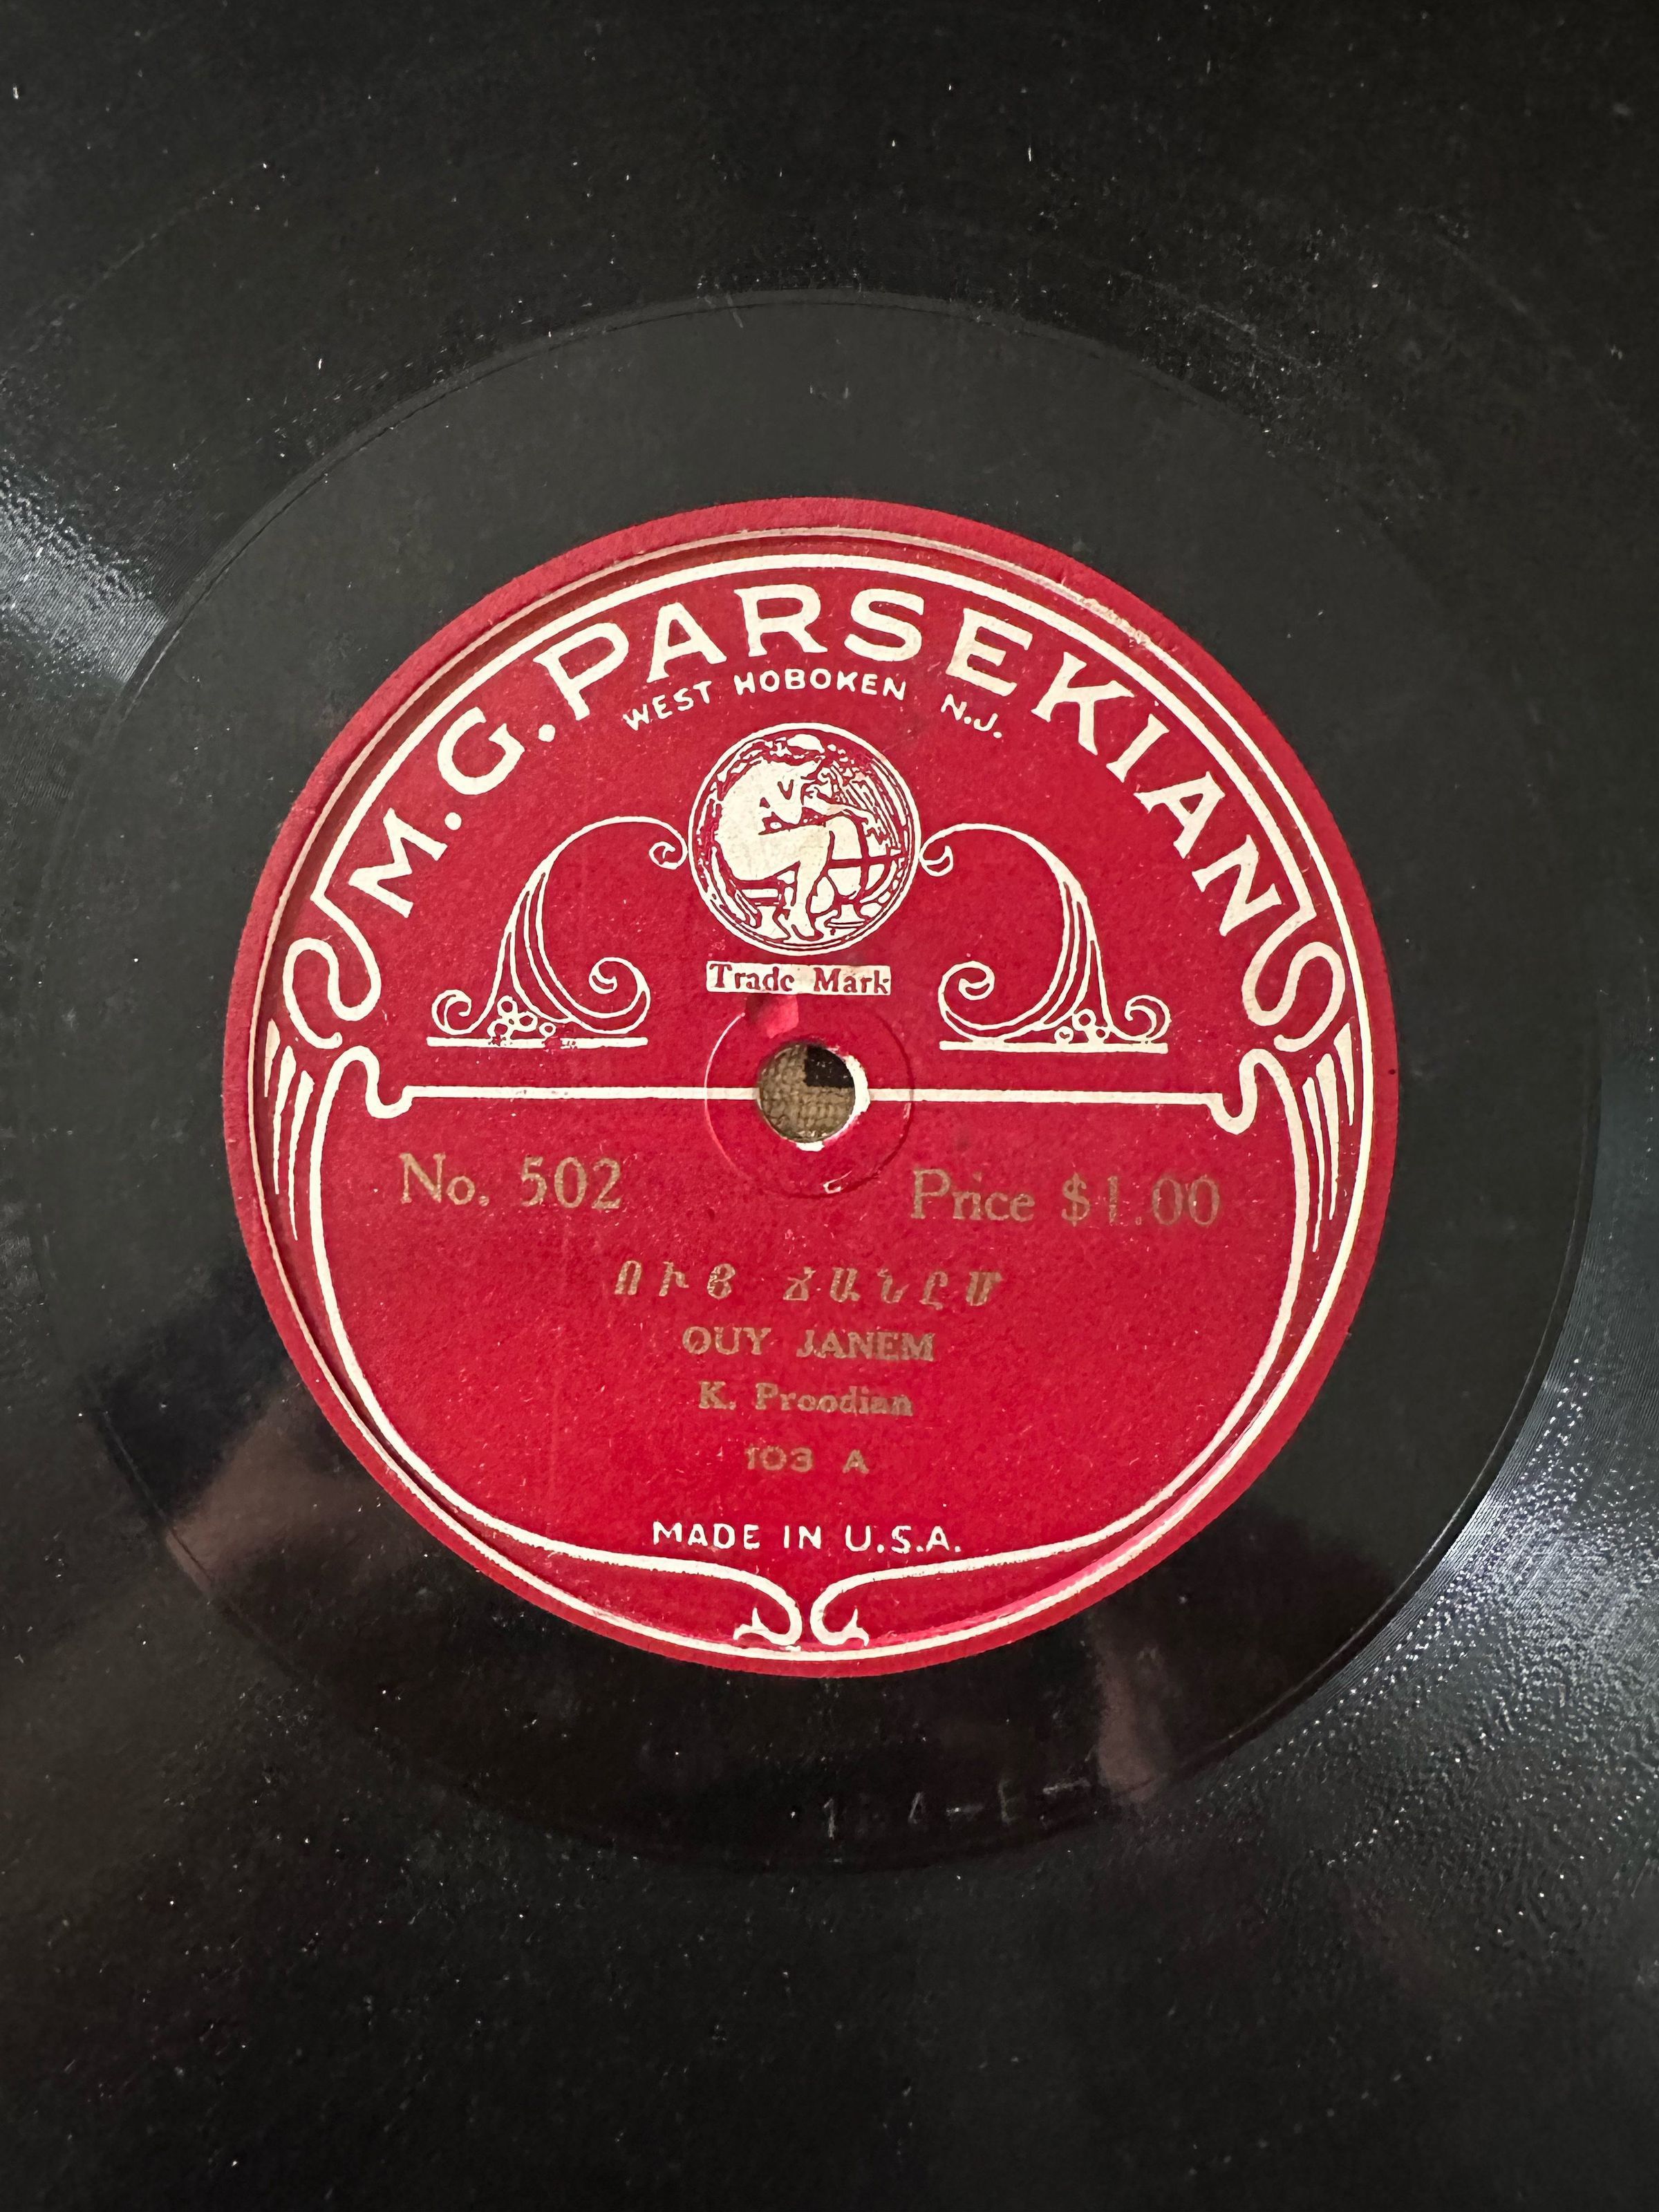 M. G. PARSEKIAN
WEST HOBOKEN N.J.
Trade Mark
No. 502 Price $1.00
ՈՒՅ ՃԱՆԸՄ
OUY JANEM
K. Proodian
103 A
MADE IN U.S.A.